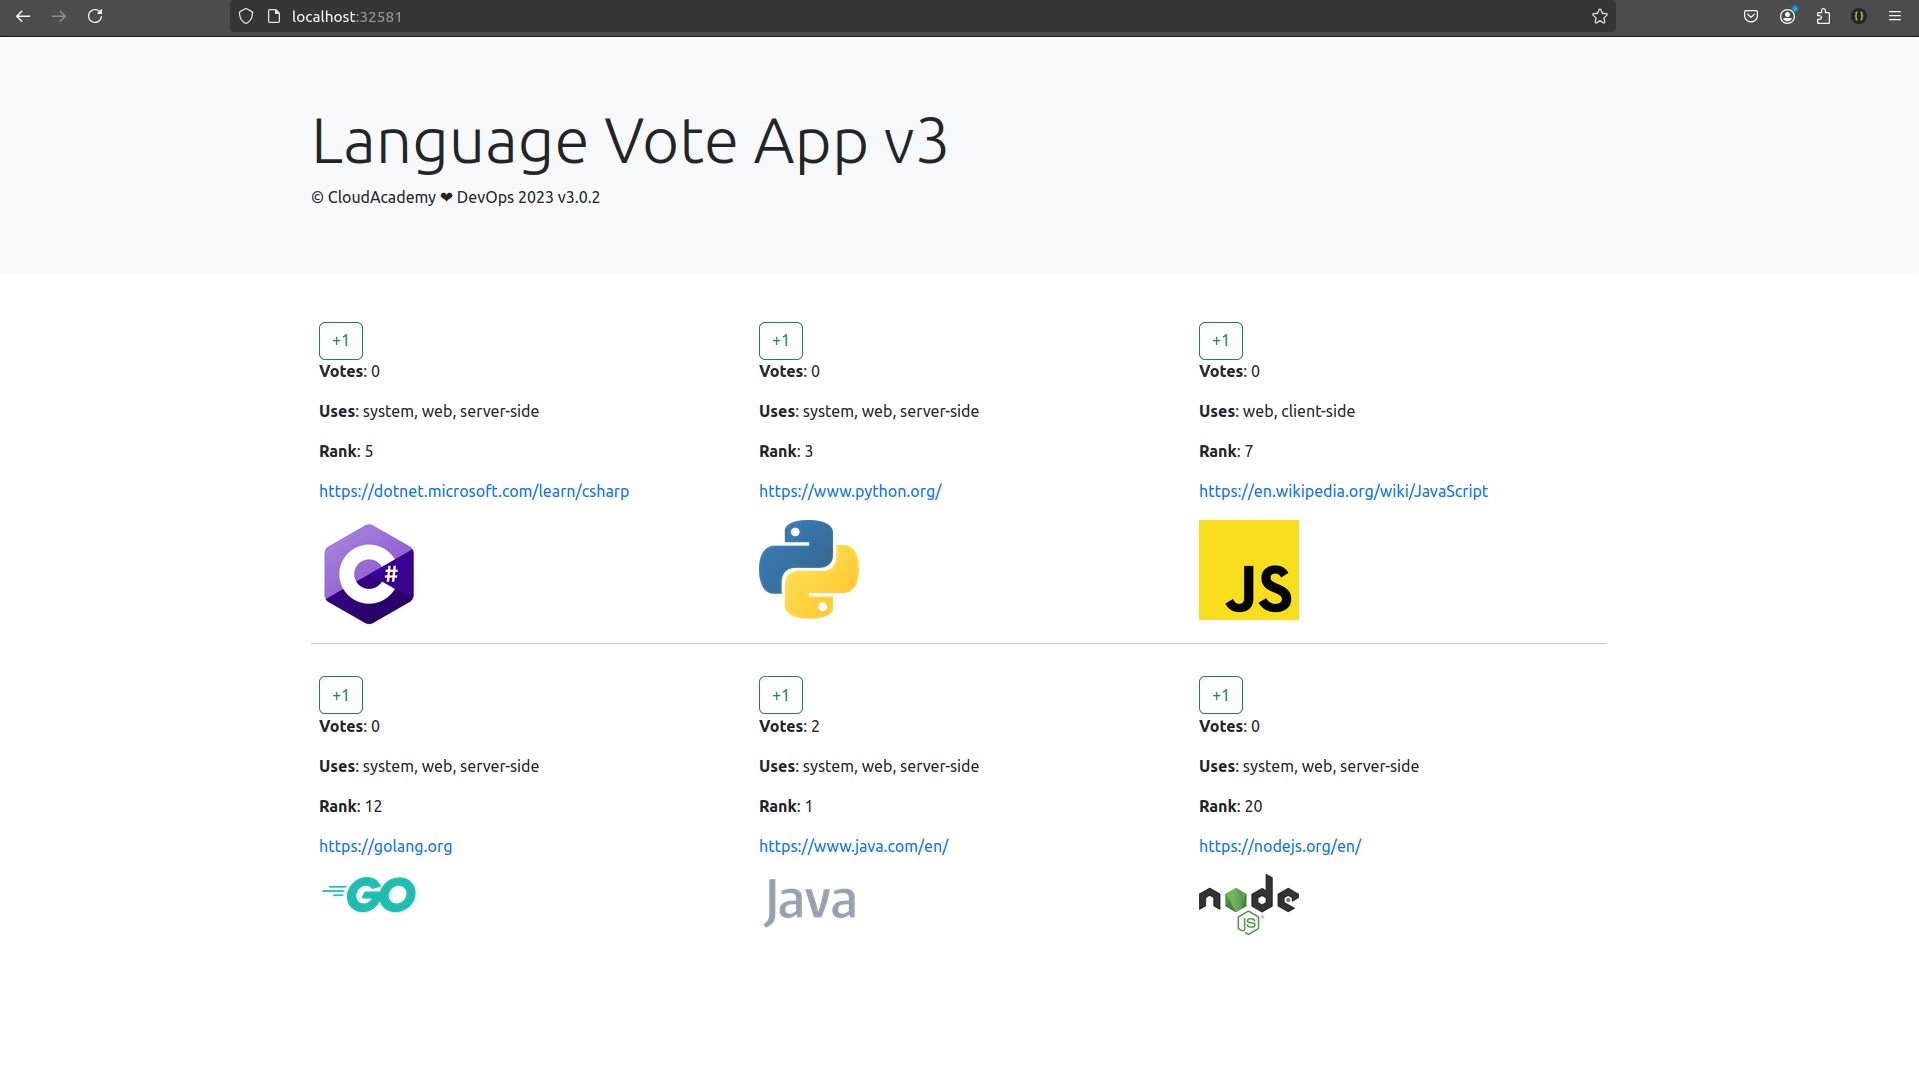 localhost:32581
Language Vote App v3
© CloudAcademy ❤ DevOps 2023 v3.0.2
+1
Votes: 0
Uses: system, web, server-side
Rank: 5
https://dotnet.microsoft.com/learn/csharp
C#
+1
Votes: 0
Uses: system, web, server-side
Rank: 3
https://www.python.org/
+1
Votes: 0
Uses: web, client-side
Rank: 7
https://en.wikipedia.org/wiki/JavaScript
JS
+1
Votes: 0
Uses: system, web, server-side
Rank: 12
https://golang.org
GO
+1
Votes: 2
Uses: system, web, server-side
Rank: 1
https://www.java.com/en/
Java
+1
Votes: 0
Uses: system, web, server-side
Rank: 20
https://nodejs.org/en/
node
JS